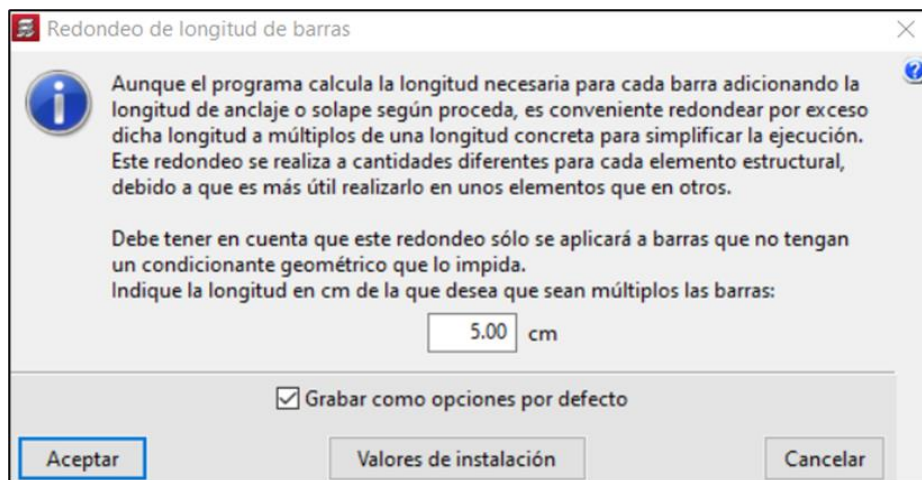 Redondeo de longitud de barras
Aunque el programa calcula la longitud necesaria para cada barra adicionando la
longitud de anclaje o solape según proceda, es conveniente redondear por exceso
dicha longitud a múltiplos de una longitud concreta para simplificar la ejecución.
Este redondeo se realiza a cantidades diferentes para cada elemento estructural,
debido a que es más útil realizarlo en unos elementos que en otros.
Debe tener en cuenta que este redondeo sólo se aplicará a barras que no tengan
un condicionante geométrico que lo impida.
Indique la longitud en cm de la que desea que sean múltiplos las barras:
5.00 cm
Grabar como opciones por defecto
Aceptar Valores de instalación Cancelar